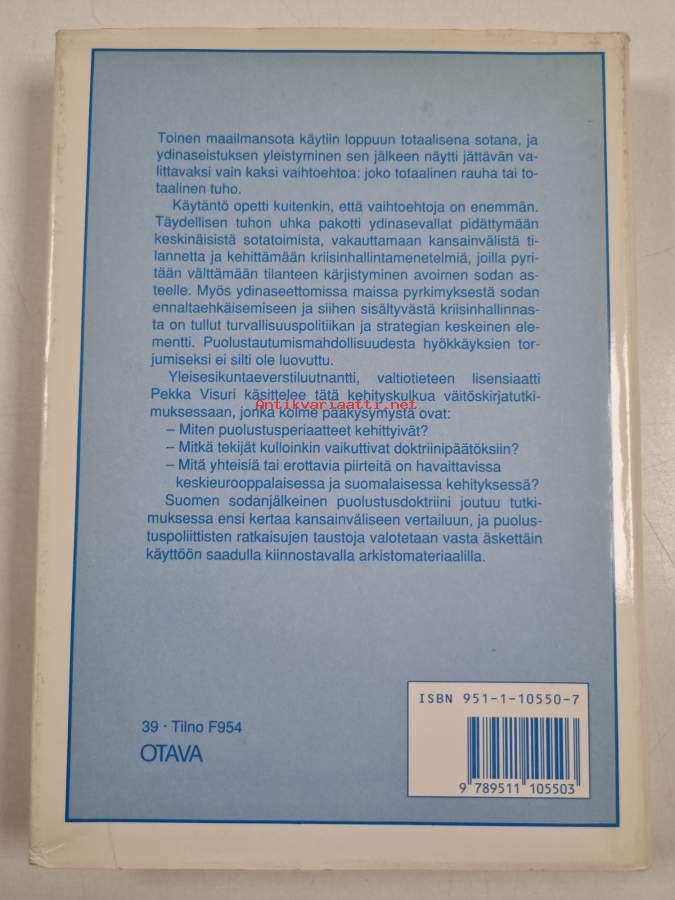 Toinen maailmansota käytiin loppuun totaalisena sotana, ja
ydinaseistuksen yleistyminen sen jälkeen näytti jättävän va-
littavaksi vain kaksi vaihtoehtoa: joko totaalinen rauha tai to-
taalinen tuho.
Käytäntö opetti kuitenkin, että vaihtoehtoja on enemmän.
Täydellisen tuhon uhka pakotti ydinasevallat pidättymään
keskinäisistä sotatoimista, vakauttamaan kansainvälistä ti-
lannetta ja kehittämään kriisinhallintamenetelmiä, joilla pyri-
tään välttämään tilanteen kärjistyminen avoimen sodan as-
teelle. Myös ydinaseettomissa maissa pyrkimyksestä sodan
ennaltaehkäisemiseen ja siihen sisältyvästä kriisinhallinnas-
ta on tullut turvallisuuspolitiikan ja strategian keskeinen ele-
mentti. Puolustautumismahdollisuudesta hyökkäyksien tor-
jumiseksi ei silti ole luovuttu.
Yleisesikuntaeverstiluutnantti, valtiotieteen lisensiaatti
Pekka Visuri käsittelee tätä kehityskulkua väitöskirjatutki-
Antikvariaatti.net
muksessaan, jonka kolme pääkysymystä ovat:
– Miten puolustusperiaatteet kehittyivät?
– Mitkä tekijät kulloinkin vaikuttivat doktriinipäätöksiin?
– Mitä yhteisiä tai erottavia piirteitä on havaittavissa
keskieurooppalaisessa ja suomalaisessa kehityksessä?
Suomen sodanjälkeinen puolustusdoktriini joutuu tutki-
muksessa ensi kertaa kansainväliseen vertailuun, ja puolus-
tuspoliittisten ratkaisujen taustoja valotetaan vasta äskettäin
käyttöön saadulla kiinnostavalla arkistomateriaalilla.
ISBN 951-1-10550-7
39 · Tilno F954
OTAVA
9 789511 105503